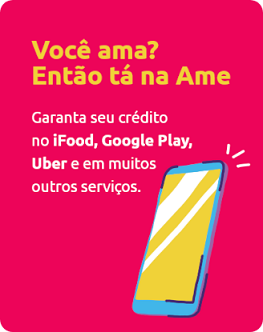 Você ama?
Então tá na Ame
Garanta seu crédito
no iFood, Google Play,
Uber e em muitos
outros serviços.